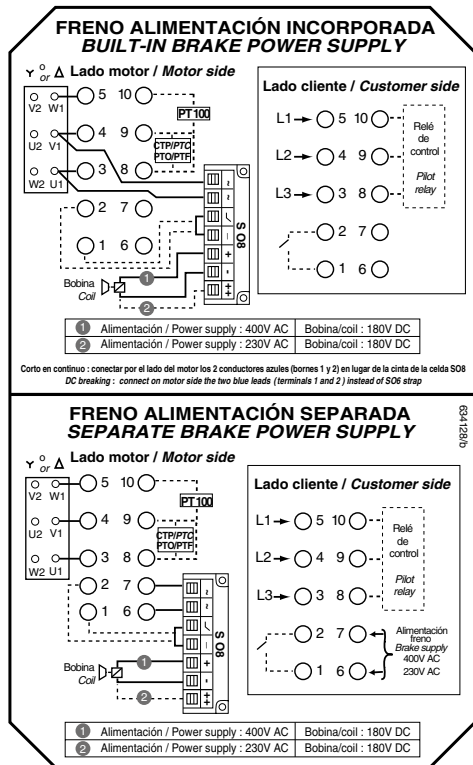 FRENO ALIMENTACIÓN INCORPORADA
BUILT-IN BRAKE POWER SUPPLY
Y o or Δ Lado motor / Motor side
V2 W1
U2 V1
W2 U1
5 10
4 9
3 8
2 7
1 6
PT100
CTP/PTC
PTO/PTF
~
~
–
+
-
++
S O8
Bobina
Coil
1
2
Lado cliente / Customer side
L1 5 10
L2 4 9
L3 3 8
2 7
1 6
Relé
de
control
Pilot
relay
1 Alimentación / Power supply : 400V AC Bobina/coil : 180V DC
2 Alimentación / Power supply : 230V AC Bobina/coil : 180V DC
Corto en continuo : conectar por el lado del motor los 2 conductores azules (bornes 1 y 2) en lugar de la cinta de la celda SO8
DC breaking : connect on motor side the two blue leads (terminals 1 and 2) instead of SO6 strap
FRENO ALIMENTACIÓN SEPARADA
SEPARATE BRAKE POWER SUPPLY
634128/b
Y o or Δ Lado motor / Motor side
V2 W1
U2 V1
W2 U1
5 10
4 9
3 8
2 7
1 6
PT100
CTP/PTC
PTO/PTF
~
~
–
+
-
++
S O8
Bobina
Coil
1
2
Lado cliente / Customer side
L1 5 10
L2 4 9
L3 3 8
2 7
1 6
Relé
de
control
Pilot
relay
Alimentación
freno
Brake supply
400V AC
230V AC
1 Alimentación / Power supply : 400V AC Bobina/coil : 180V DC
2 Alimentación / Power supply : 230V AC Bobina/coil : 180V DC